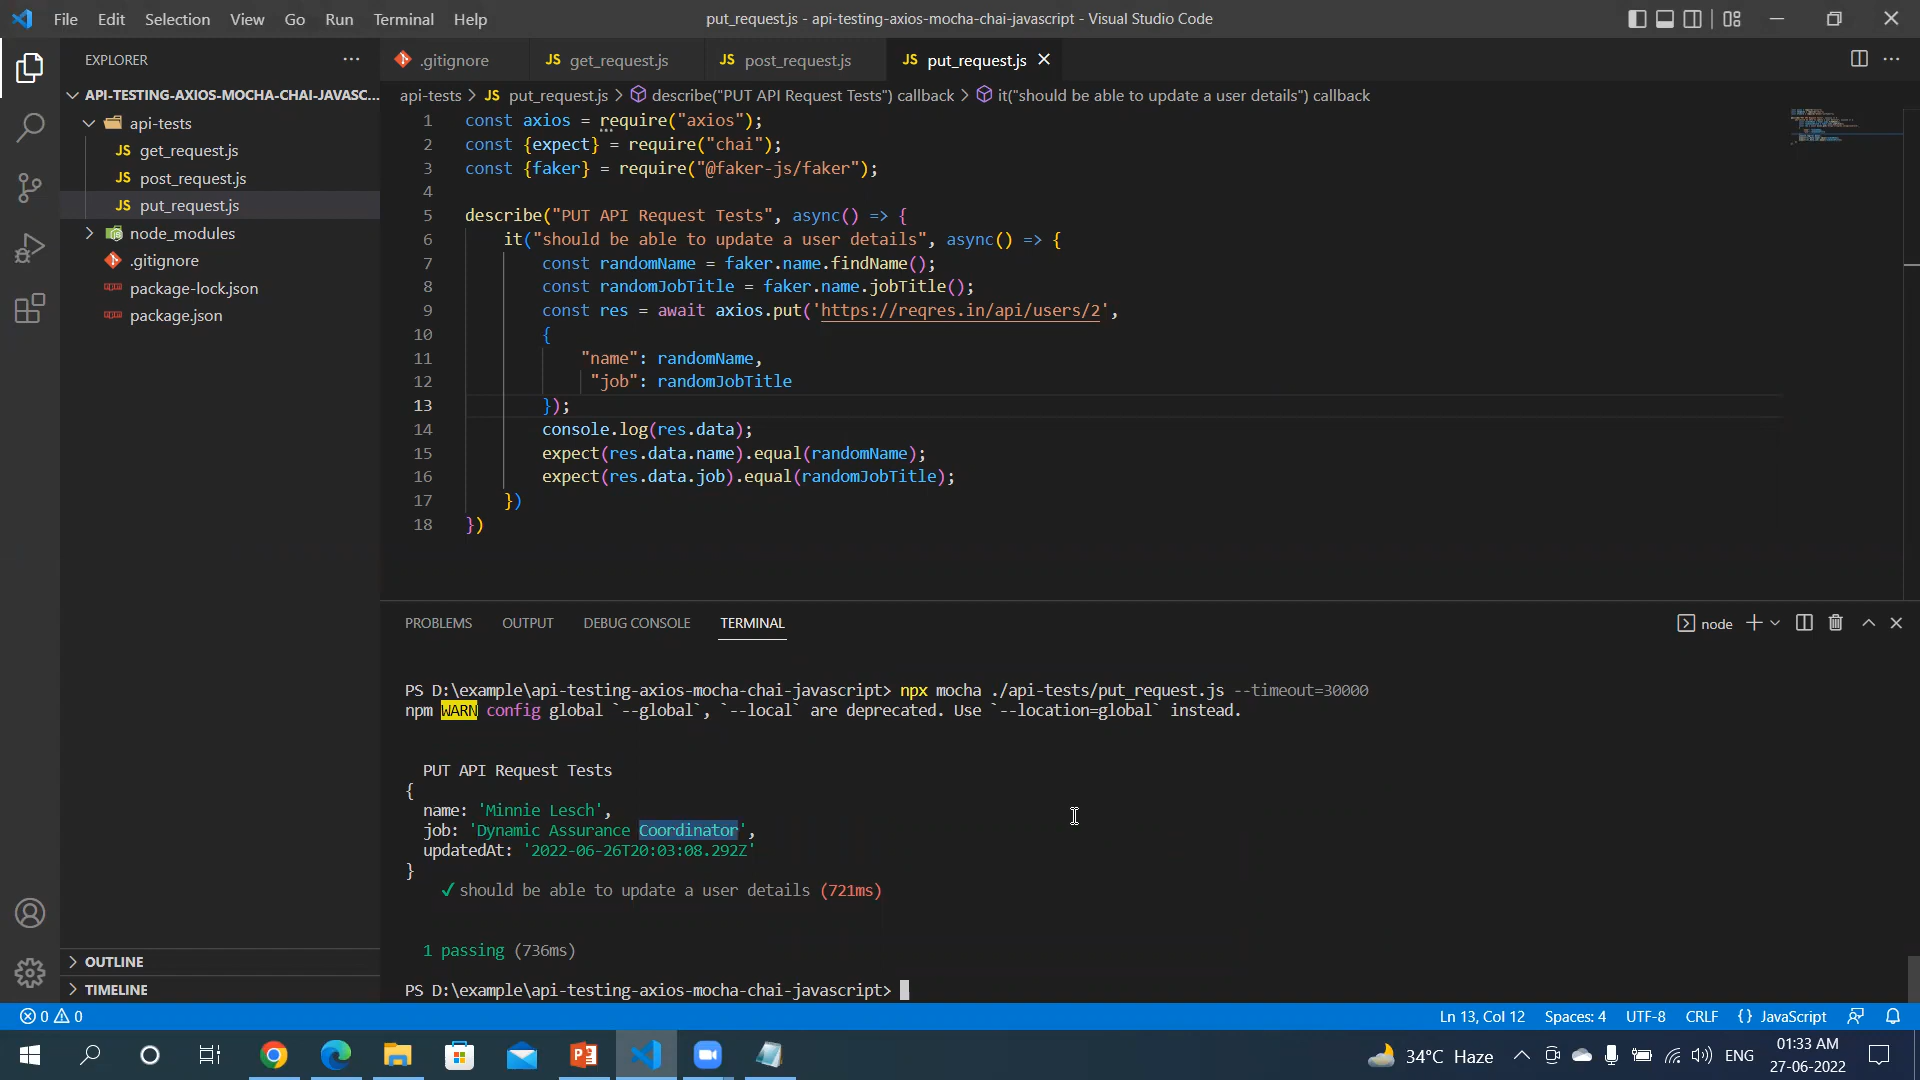 File Edit Selection View Go Run Terminal Help
put_request.js - api-testing-axios-mocha-chai-javascript - Visual Studio Code
EXPLORER
API-TESTING-AXIOS-MOCHA-CHAI-JAVASC...
api-tests
JS get_request.js
JS post_request.js
JS put_request.js
node_modules
.gitignore
package-lock.json
package.json
OUTLINE
TIMELINE
.gitignore JS get_request.js JS post_request.js JS put_request.js
api-tests > JS put_request.js > describe("PUT API Request Tests") callback > it("should be able to update a user details") callback
1 const axios = require("axios");
2 const {expect} = require("chai");
3 const {faker} = require("@faker-js/faker");
4
5 describe("PUT API Request Tests", async() => {
6 it("should be able to update a user details", async() => {
7 const randomName = faker.name.findName();
8 const randomJobTitle = faker.name.jobTitle();
9 const res = await axios.put('https://reqres.in/api/users/2',
10 {
11 "name": randomName,
12 "job": randomJobTitle
13 });
14 console.log(res.data);
15 expect(res.data.name).equal(randomName);
16 expect(res.data.job).equal(randomJobTitle);
17 })
18 })
PROBLEMS OUTPUT DEBUG CONSOLE TERMINAL
node
PS D:\example\api-testing-axios-mocha-chai-javascript> npx mocha ./api-tests/put_request.js --timeout=30000
npm WARN config global `--global`, `--local` are deprecated. Use `--location=global` instead.
PUT API Request Tests
{
name: 'Minnie Lesch',
job: 'Dynamic Assurance Coordinator',
updatedAt: '2022-06-26T20:03:08.292Z'
}
✓ should be able to update a user details (721ms)
1 passing (736ms)
PS D:\example\api-testing-axios-mocha-chai-javascript>
0 0
Ln 13, Col 12 Spaces: 4 UTF-8 CRLF {} JavaScript
34°C Haze
ENG
01:33 AM
27-06-2022